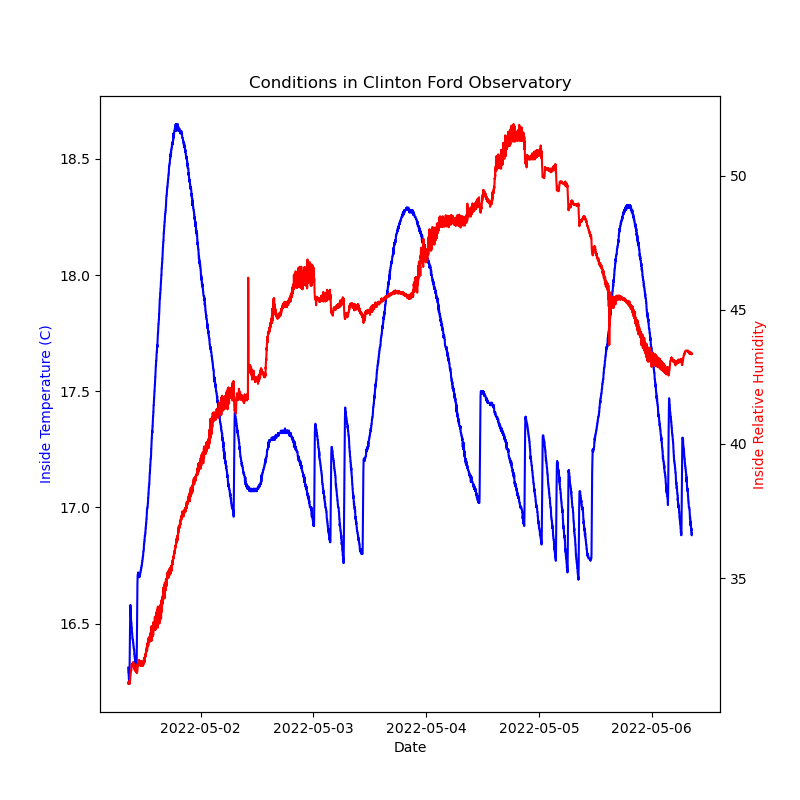 Conditions in Clinton Ford Observatory
18.5
18.0
17.5
17.0
16.5
Inside Temperature (C)
50
45
40
35
Inside Relative Humidity
2022-05-02 2022-05-03 2022-05-04 2022-05-05 2022-05-06
Date